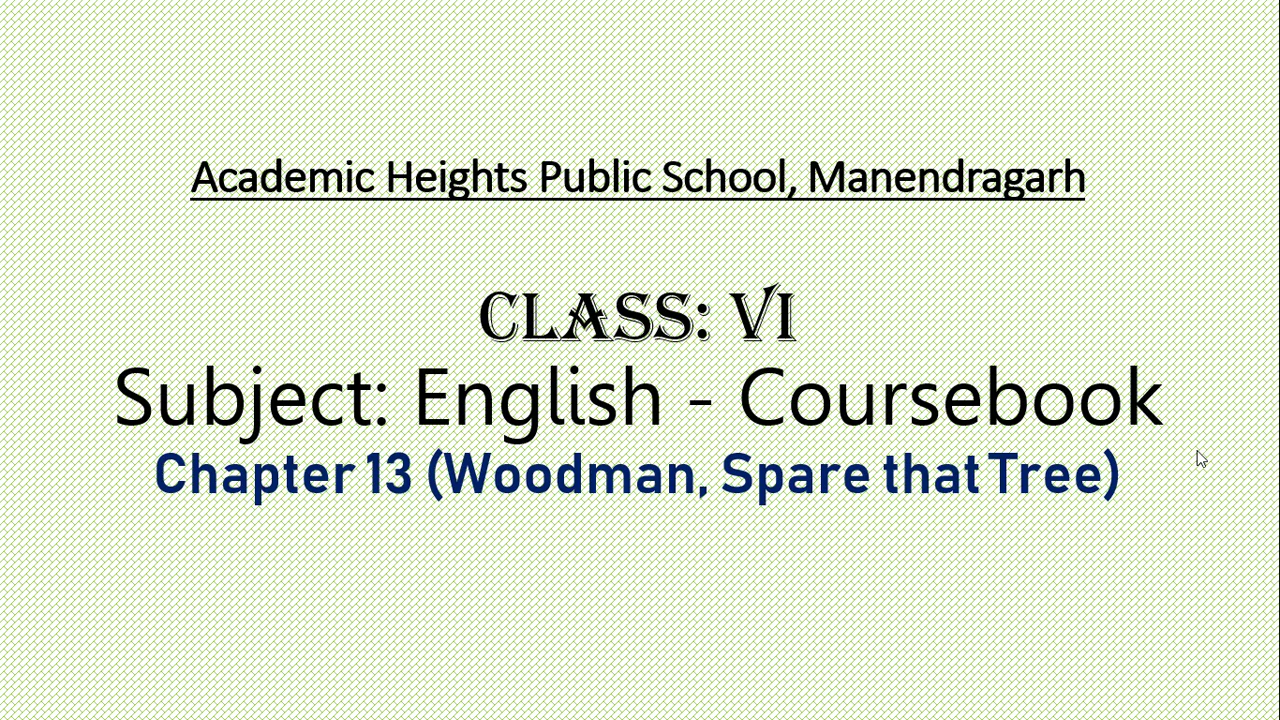 Academic Heights Public School, Manendragarh
CLASS: VI
Subject: English - Coursebook
Chapter 13 (Woodman, Spare that Tree)